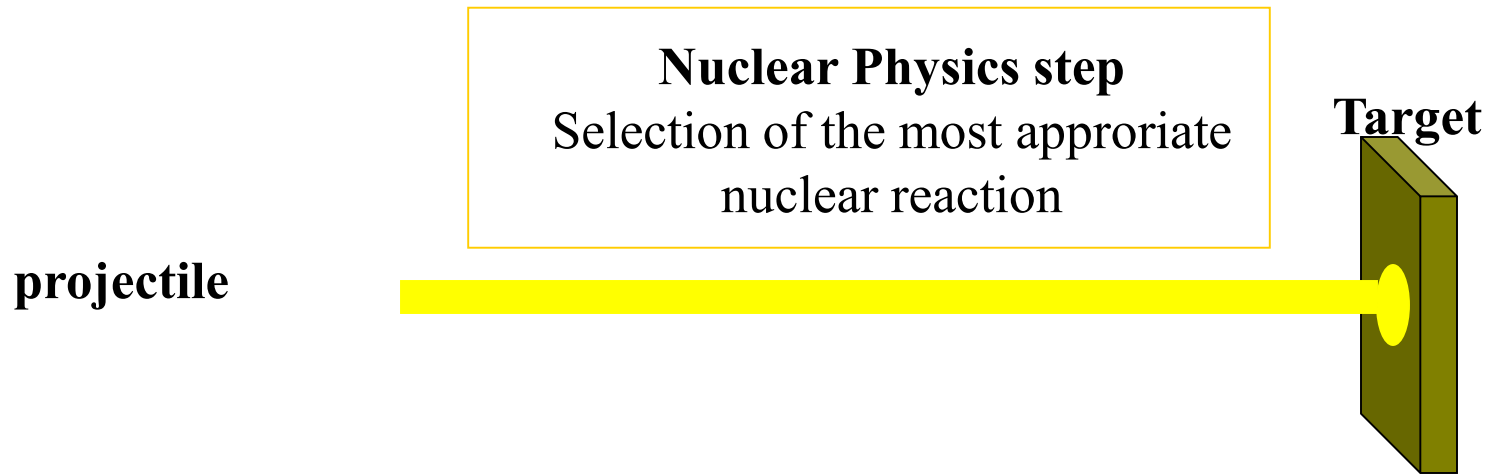 Nuclear Physics step
Selection of the most approriate
nuclear reaction
Target
projectile